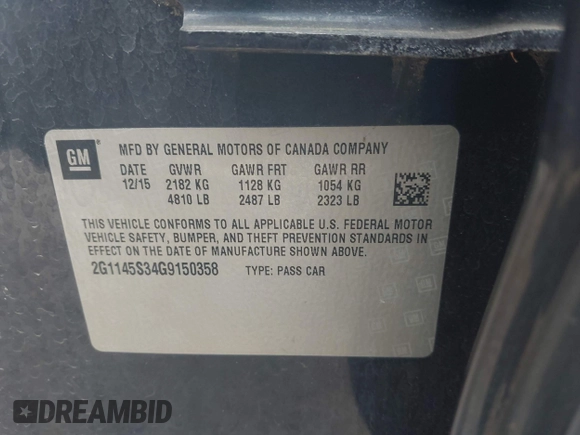 GM
MFD BY GENERAL MOTORS OF CANADA COMPANY
DATE GVWR GAWR FRT GAWR RR
12/15 2182 KG 1128 KG 1054 KG
4810 LB 2487 LB 2323 LB
THIS VEHICLE CONFORMS TO ALL APPLICABLE U.S. FEDERAL MOTOR
VEHICLE SAFETY, BUMPER, AND THEFT PREVENTION STANDARDS IN
EFFECT ON THE DATE OF MANUFACTURE SHOWN ABOVE.
2G1145S34G9150358 TYPE: PASS CAR
DREAMBID